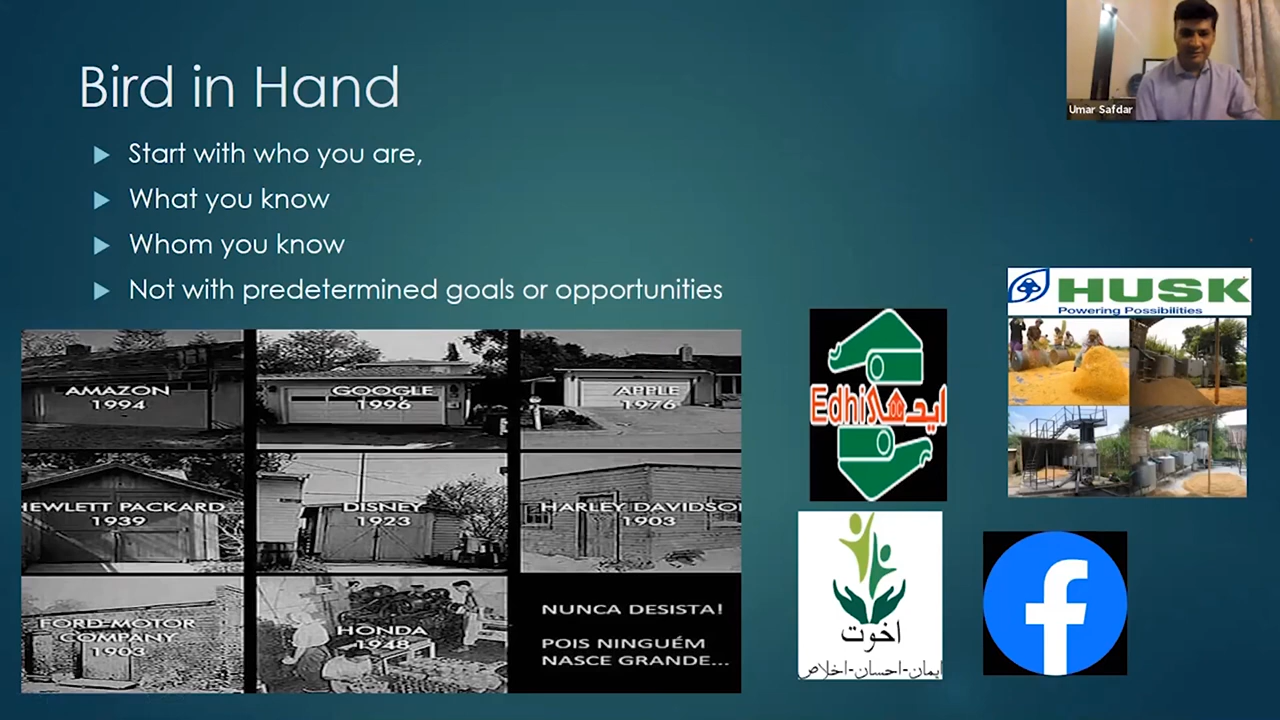 Bird in Hand
Umar Safdar
Start with who you are,
What you know
Whom you know
Not with predetermined goals or opportunities
HUSK
Powering Possibilities
AMAZON
1994
GOOGLE
1996
APPLE
1976
HEWLETT PACKARD
1939
DISNEY
1923
HARLEY DAVIDSO
1903
FORD MOTOR
COMPANY
1903
HONDA
1948
NUNCA DESISTA!
POIS NINGUÉM
NASCE GRANDE...
Edhi ایدھی
اخوت
ایمان-احسان-اخلاص
f